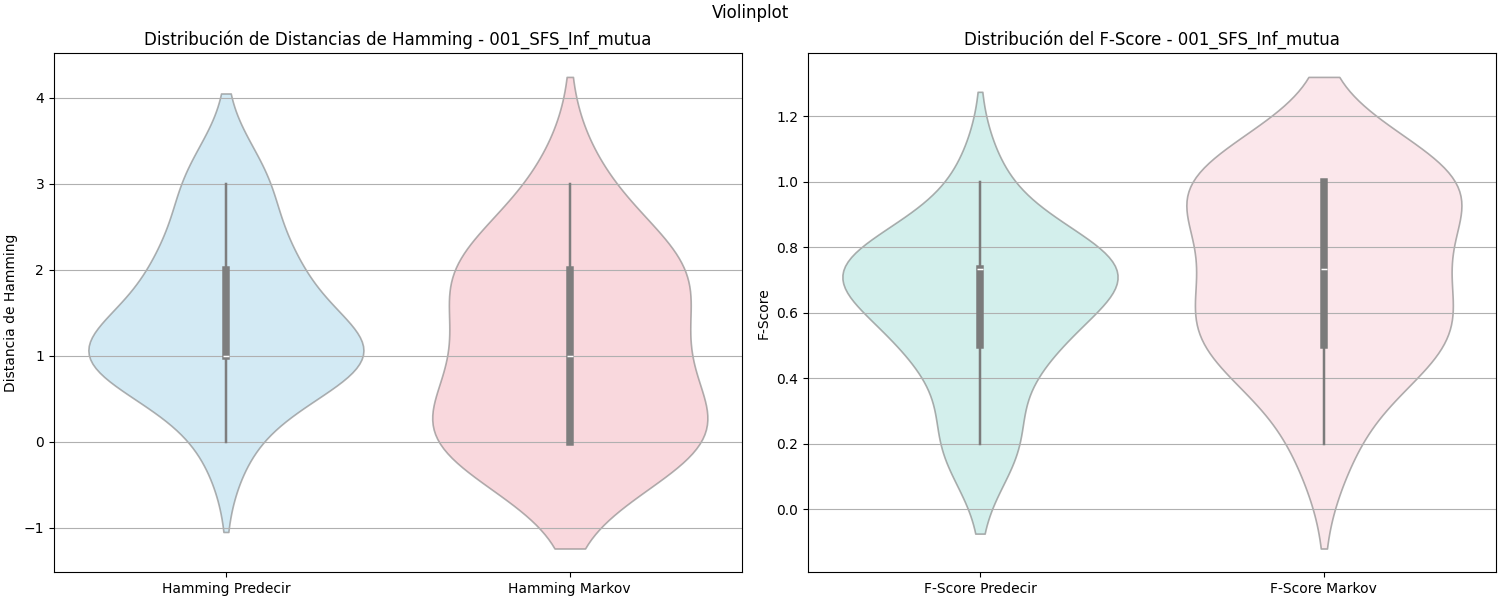 Violinplot
Distribución de Distancias de Hamming - 001_SFS_Inf_mutua
Distancia de Hamming
4
3
2
1
0
−1
Hamming Predecir
Hamming Markov
Distribución del F-Score - 001_SFS_Inf_mutua
F-Score
1.2
1.0
0.8
0.6
0.4
0.2
0.0
F-Score Predecir
F-Score Markov